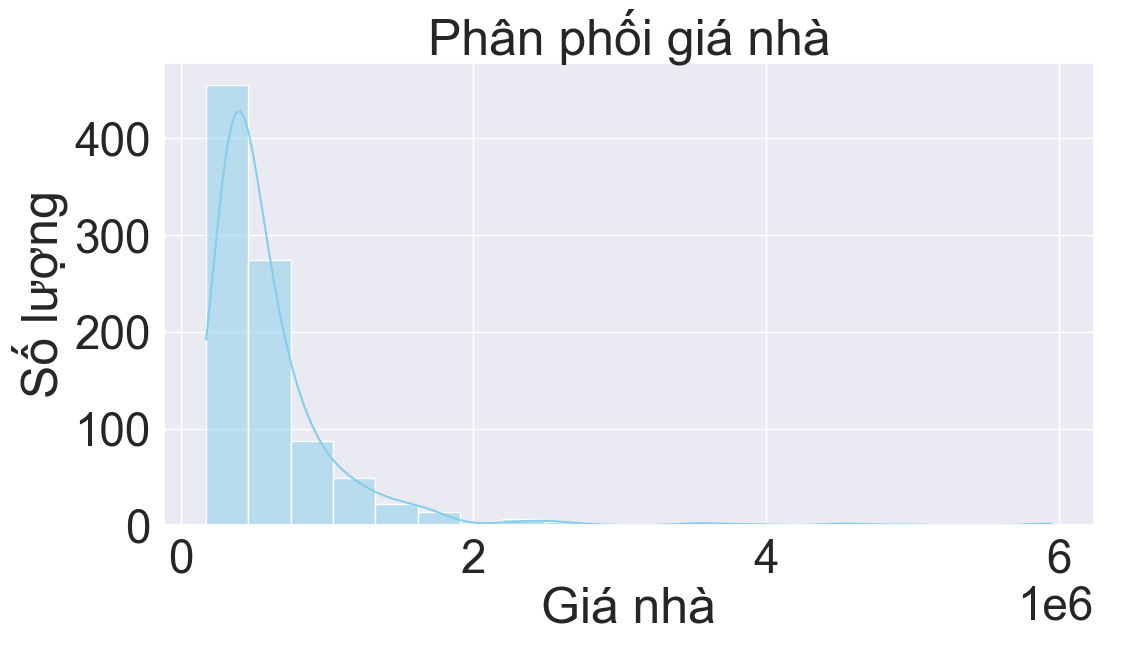 Phân phối giá nhà
Số lượng
400
300
200
100
0
0 2 4 6
1e6
Giá nhà